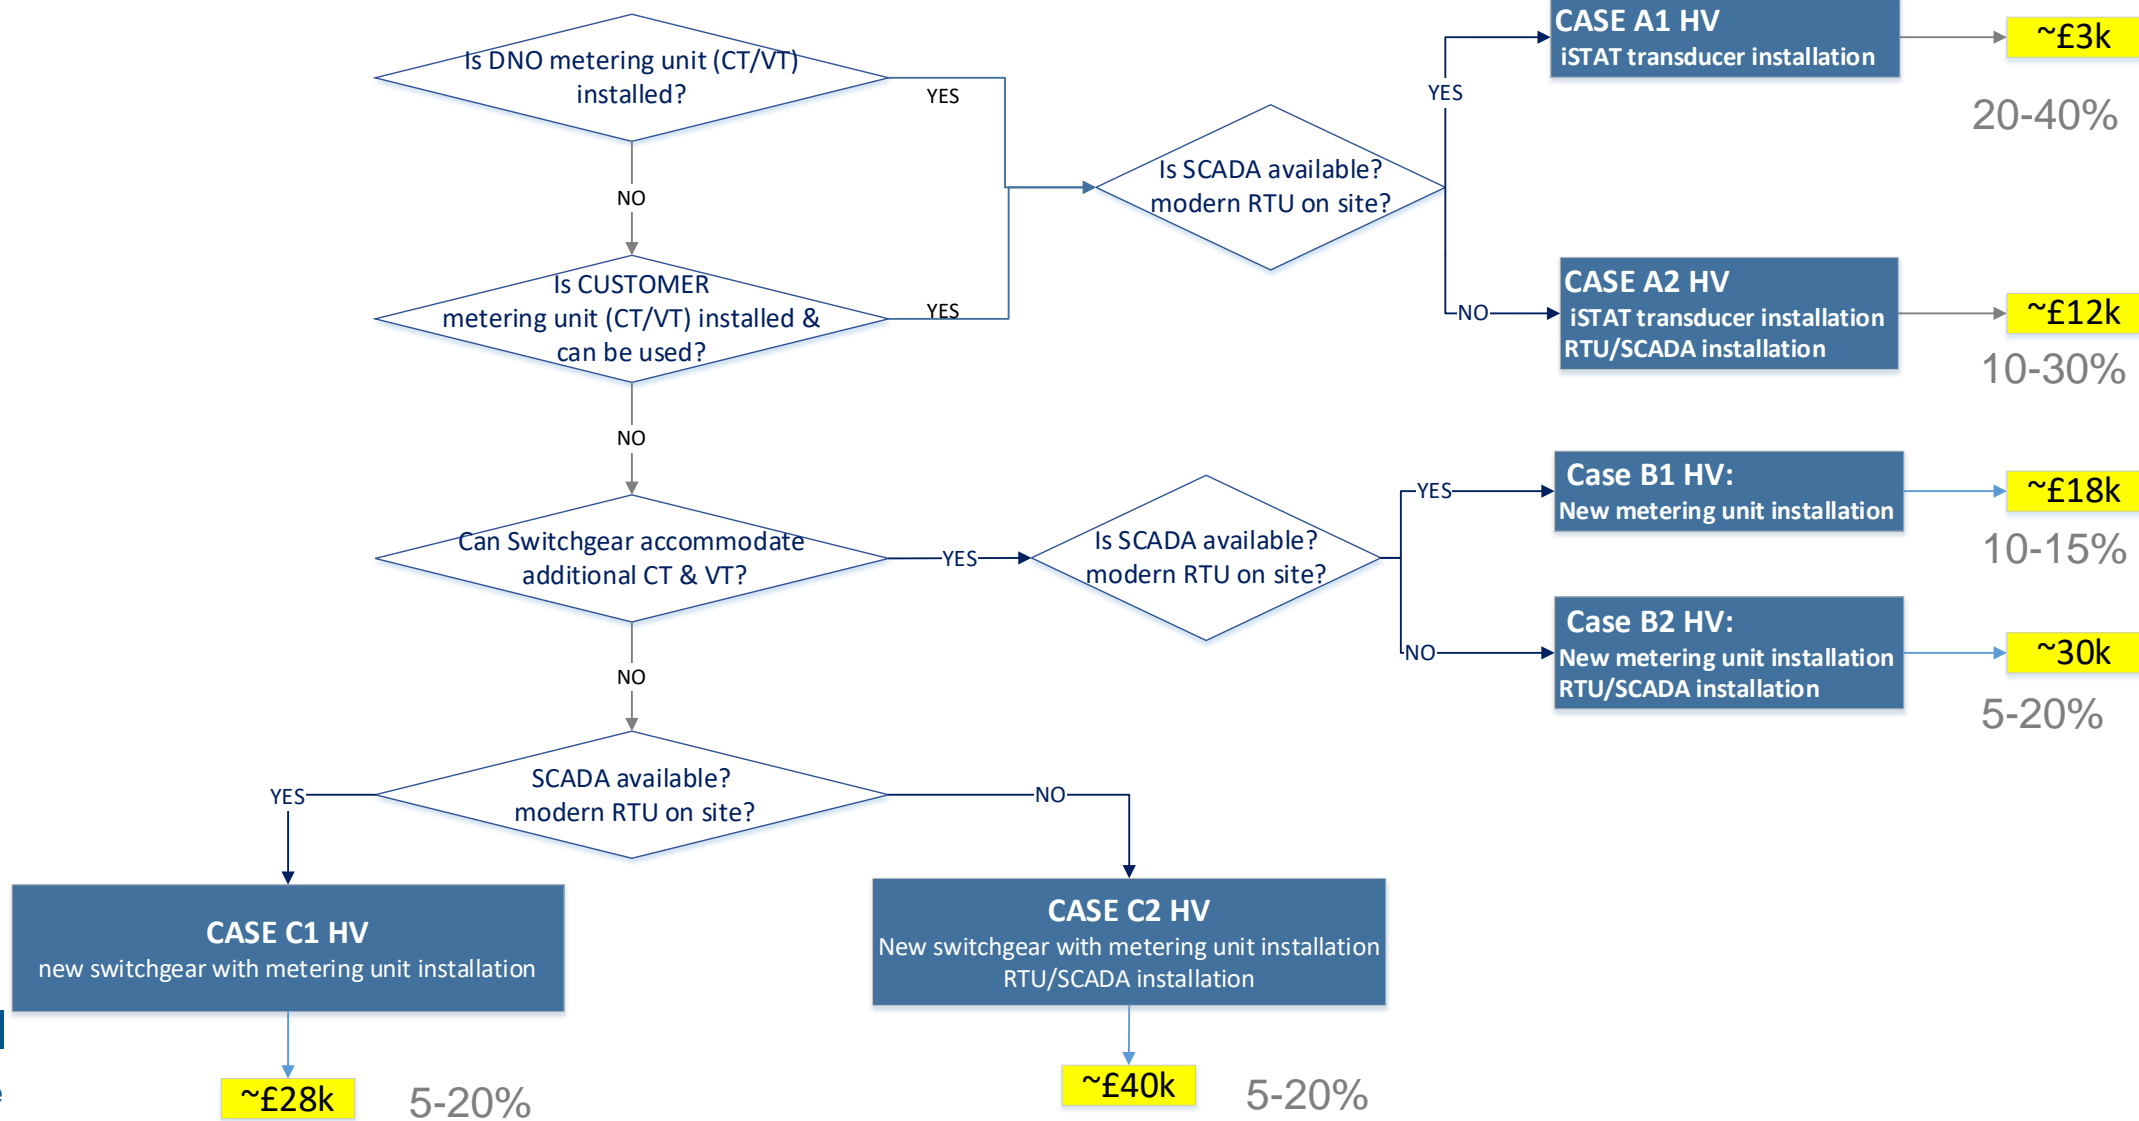 Is DNO metering unit (CT/VT)
installed?
YES
NO
Is CUSTOMER
metering unit (CT/VT) installed &
can be used?
YES
NO
Is SCADA available?
modern RTU on site?
YES
CASE A1 HV
iSTAT transducer installation
~£3k
20-40%
NO
CASE A2 HV
iSTAT transducer installation
RTU/SCADA installation
~£12k
10-30%
Can Switchgear accommodate
additional CT & VT?
YES
NO
Is SCADA available?
modern RTU on site?
YES
Case B1 HV:
New metering unit installation
~£18k
10-15%
NO
Case B2 HV:
New metering unit installation
RTU/SCADA installation
~30k
5-20%
SCADA available?
modern RTU on site?
YES
NO
CASE C1 HV
new switchgear with metering unit installation
~£28k
5-20%
CASE C2 HV
New switchgear with metering unit installation
RTU/SCADA installation
~£40k
5-20%